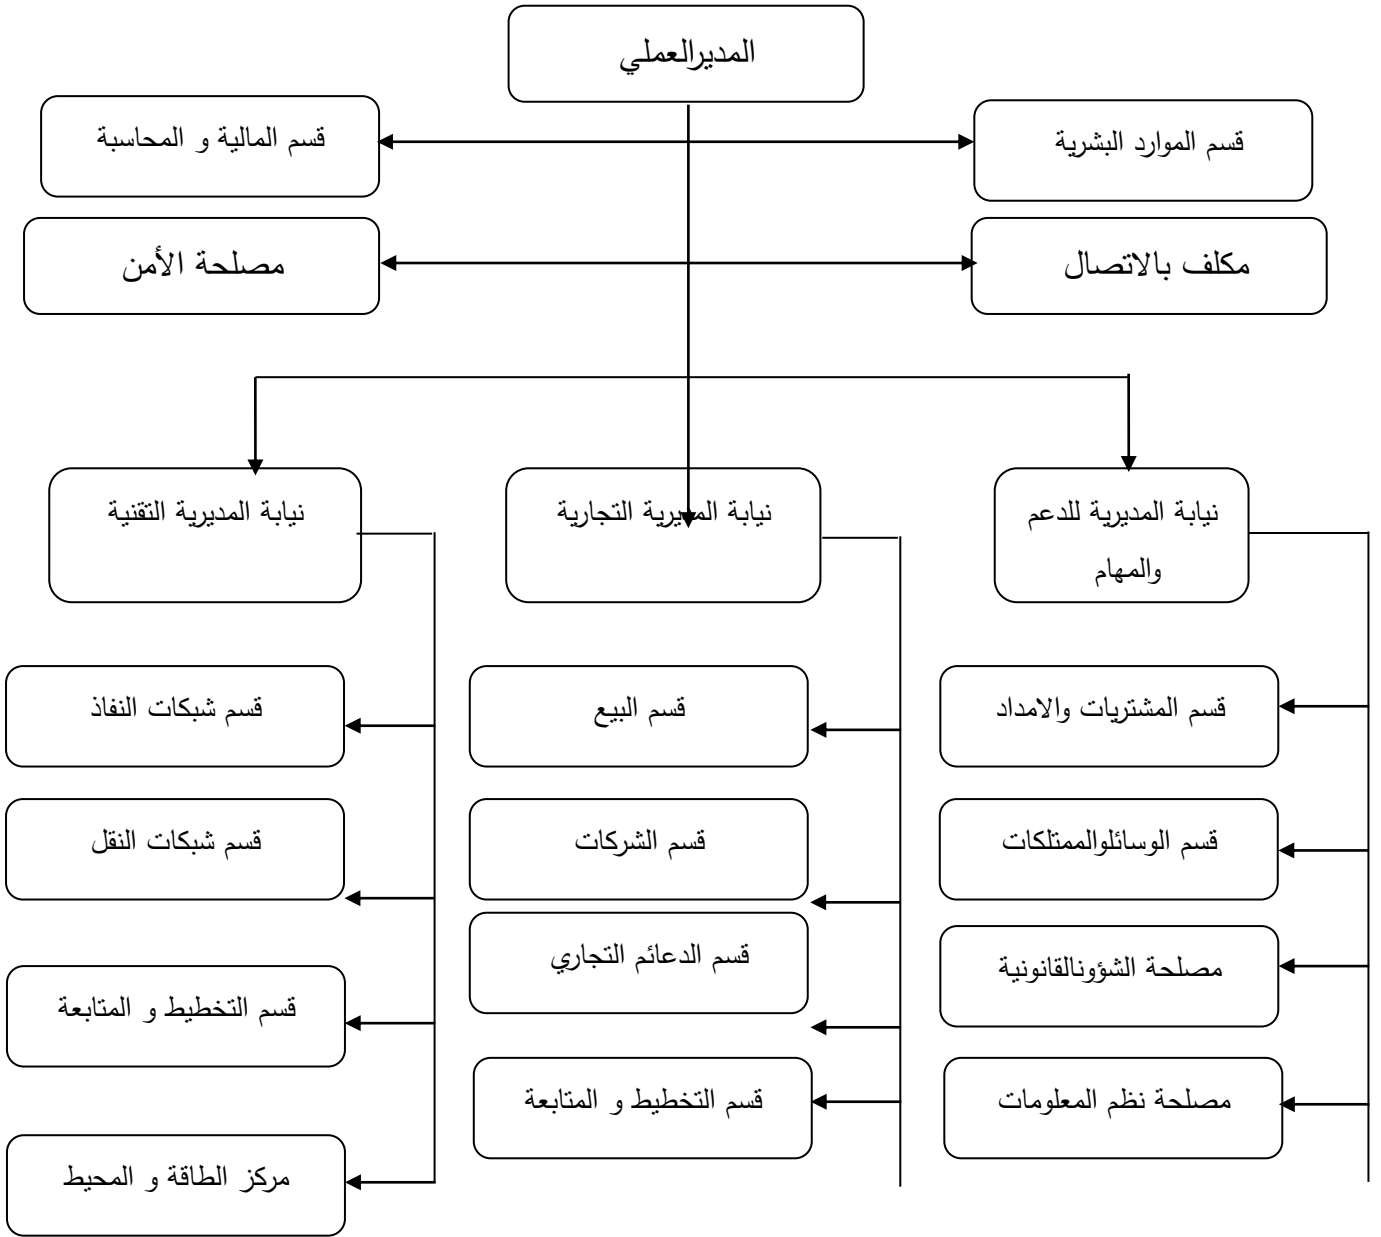 المديرالعملي
قسم الموارد البشرية
قسم المالية و المحاسبة
مكلف بالاتصال
مصلحة الأمن
نيابة المديرية للدعم
والمهام
نيابة المديرية التجارية
نيابة المديرية التقنية
قسم المشتريات والامداد
قسم البيع
قسم شبكات النفاذ
قسم الوسائلوالممتلكات
قسم الشركات
قسم شبكات النقل
مصلحة الشؤونالقانونية
قسم الدعائم التجاري
قسم التخطيط و المتابعة
مصلحة نظم المعلومات
قسم التخطيط و المتابعة
مركز الطاقة و المحيط